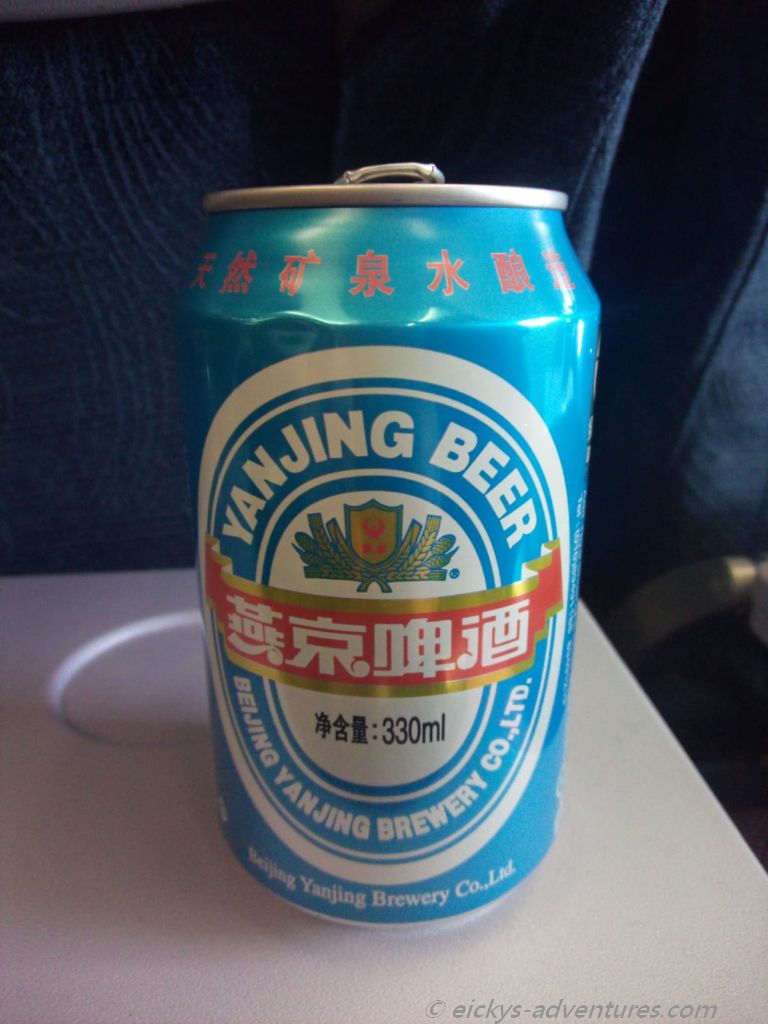 天然矿泉水酿造
YANJING BEER
®
燕京啤酒
净含量:330ml
BEIJING YANJING BREWERY CO.,LTD.
Beijing Yanjing Brewery Co.,Ltd.
© eickys-adventures.com